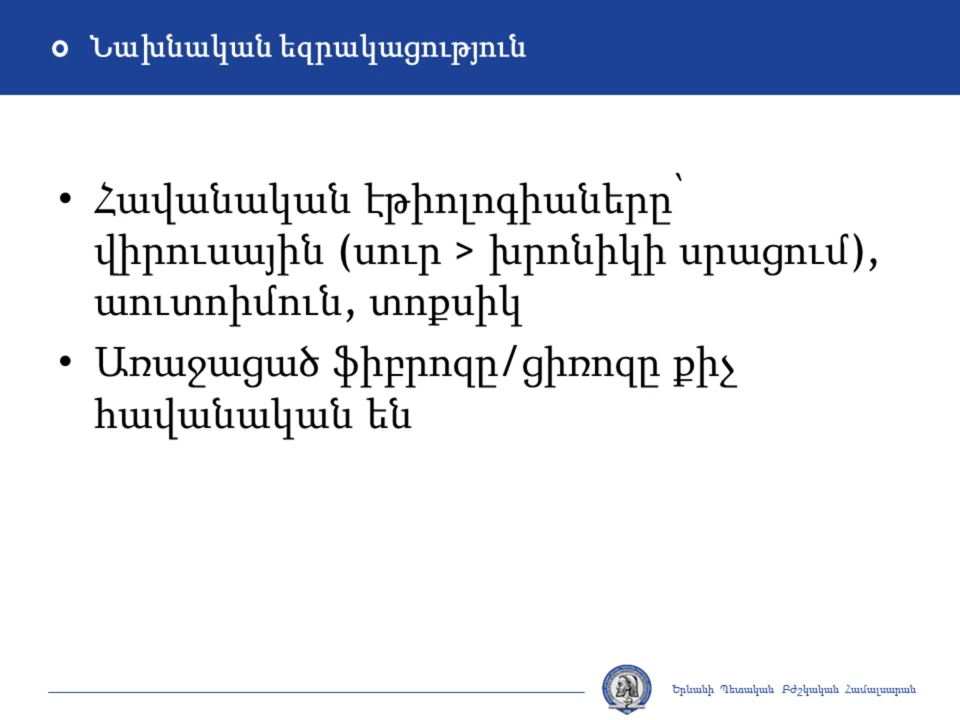 Նախնական եզրակացություն
• Հավանական էթիոլոգիաները՝
վիրուսային (սուր > խրոնիկի սրացում),
աուտոիմուն, տոքսիկ
• Առաջացած ֆիբրոզը/ցիռոզը քիչ
հավանական են
Երևանի Պետական Բժշկական Համալսարան